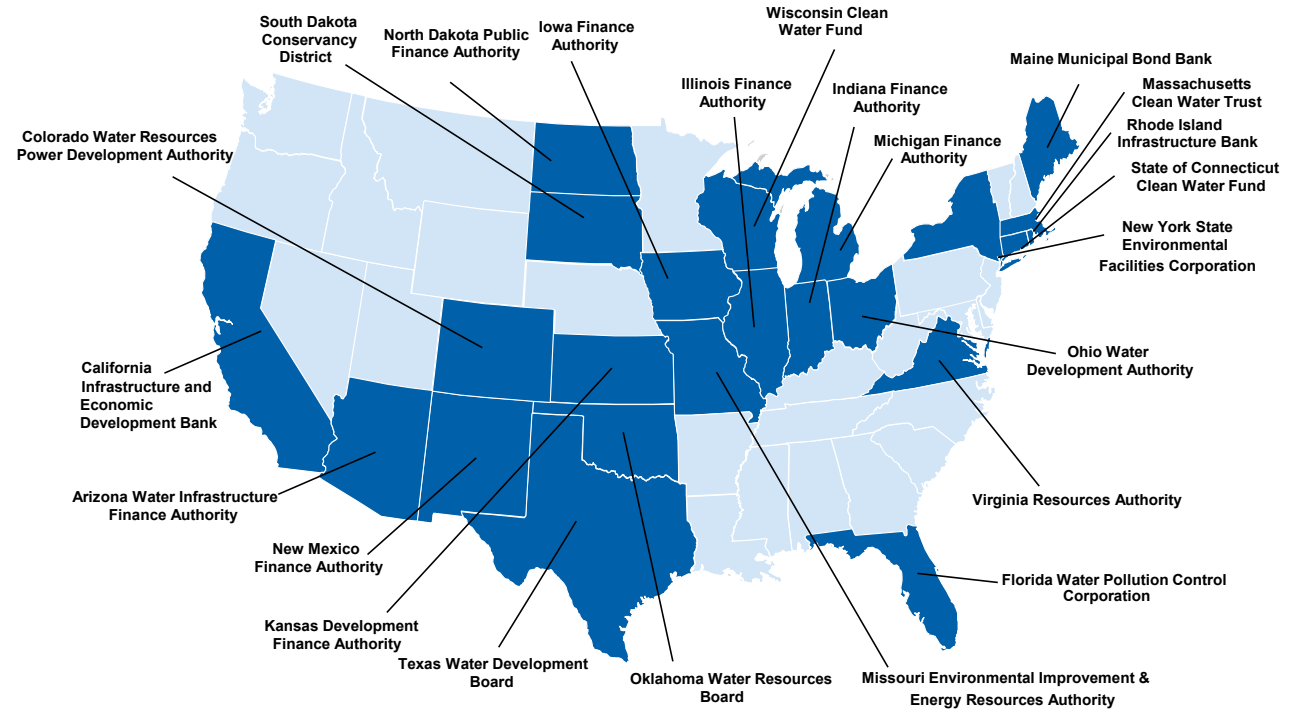 South Dakota
Conservancy
District
North Dakota Public
Finance Authority
Iowa Finance
Authority
Wisconsin Clean
Water Fund
Illinois Finance
Authority
Indiana Finance
Authority
Michigan Finance
Authority
Maine Municipal Bond Bank
Massachusetts
Clean Water Trust
Rhode Island
Infrastructure Bank
State of Connecticut
Clean Water Fund
New York State
Environmental
Facilities Corporation
Colorado Water Resources
Power Development Authority
California
Infrastructure and
Economic
Development Bank
Ohio Water
Development Authority
Arizona Water Infrastructure
Finance Authority
Virginia Resources Authority
New Mexico
Finance Authority
Florida Water Pollution Control
Corporation
Kansas Development
Finance Authority
Texas Water Development
Board
Oklahoma Water Resources
Board
Missouri Environmental Improvement &
Energy Resources Authority